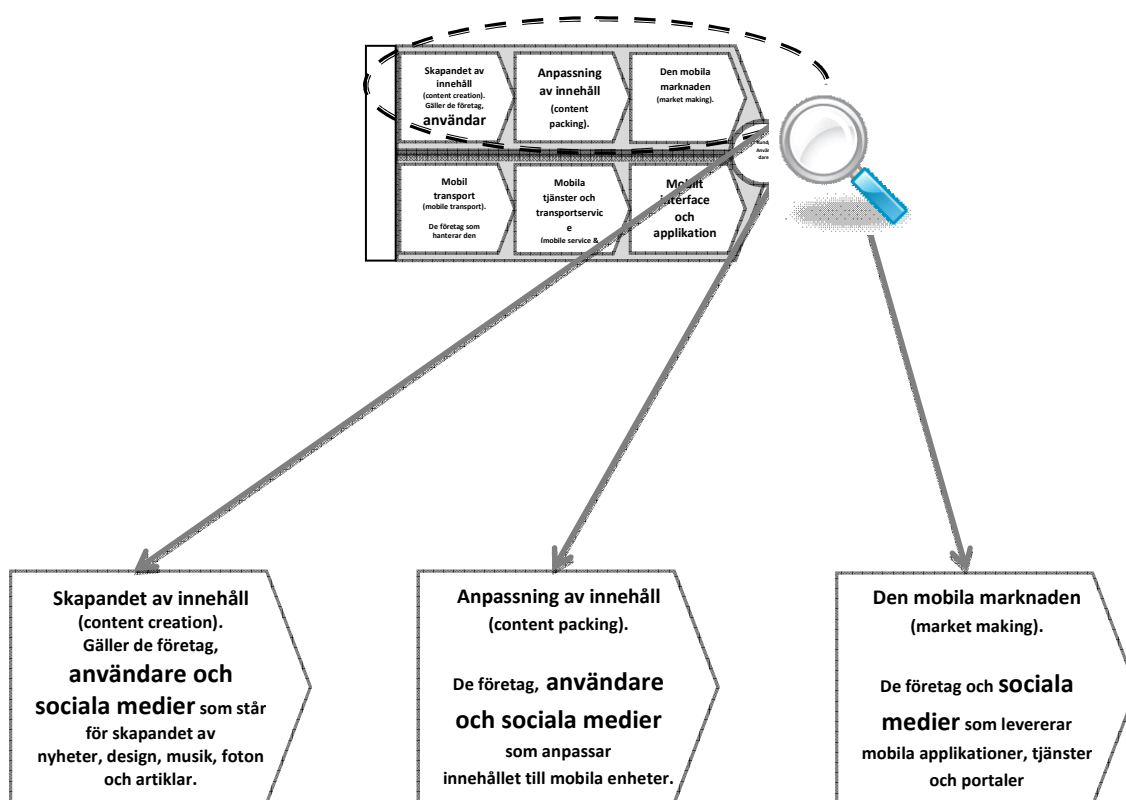 Skapandet av
innehåll
(content creation).
Gäller de företag,
användar
Anpassning
av innehåll
(content
packing).
Den mobila
marknaden
(market making).
Mobil
transport
(mobile transport).
De företag som
hanterar den
Mobila
tjänster och
transportservic
e
(mobile service &
Mobilt
interface
och
applikation
Skapandet av innehåll
(content creation).
Gäller de företag,
användare och
sociala medier som står
för skapandet av
nyheter, design, musik, foton
och artiklar.
Anpassning av innehåll
(content packing).
De företag, användare
och sociala medier
som anpassar
innehållet till mobila enheter.
Den mobila marknaden
(market making).
De företag och sociala
medier som levererar
mobila applikationer, tjänster
och portaler